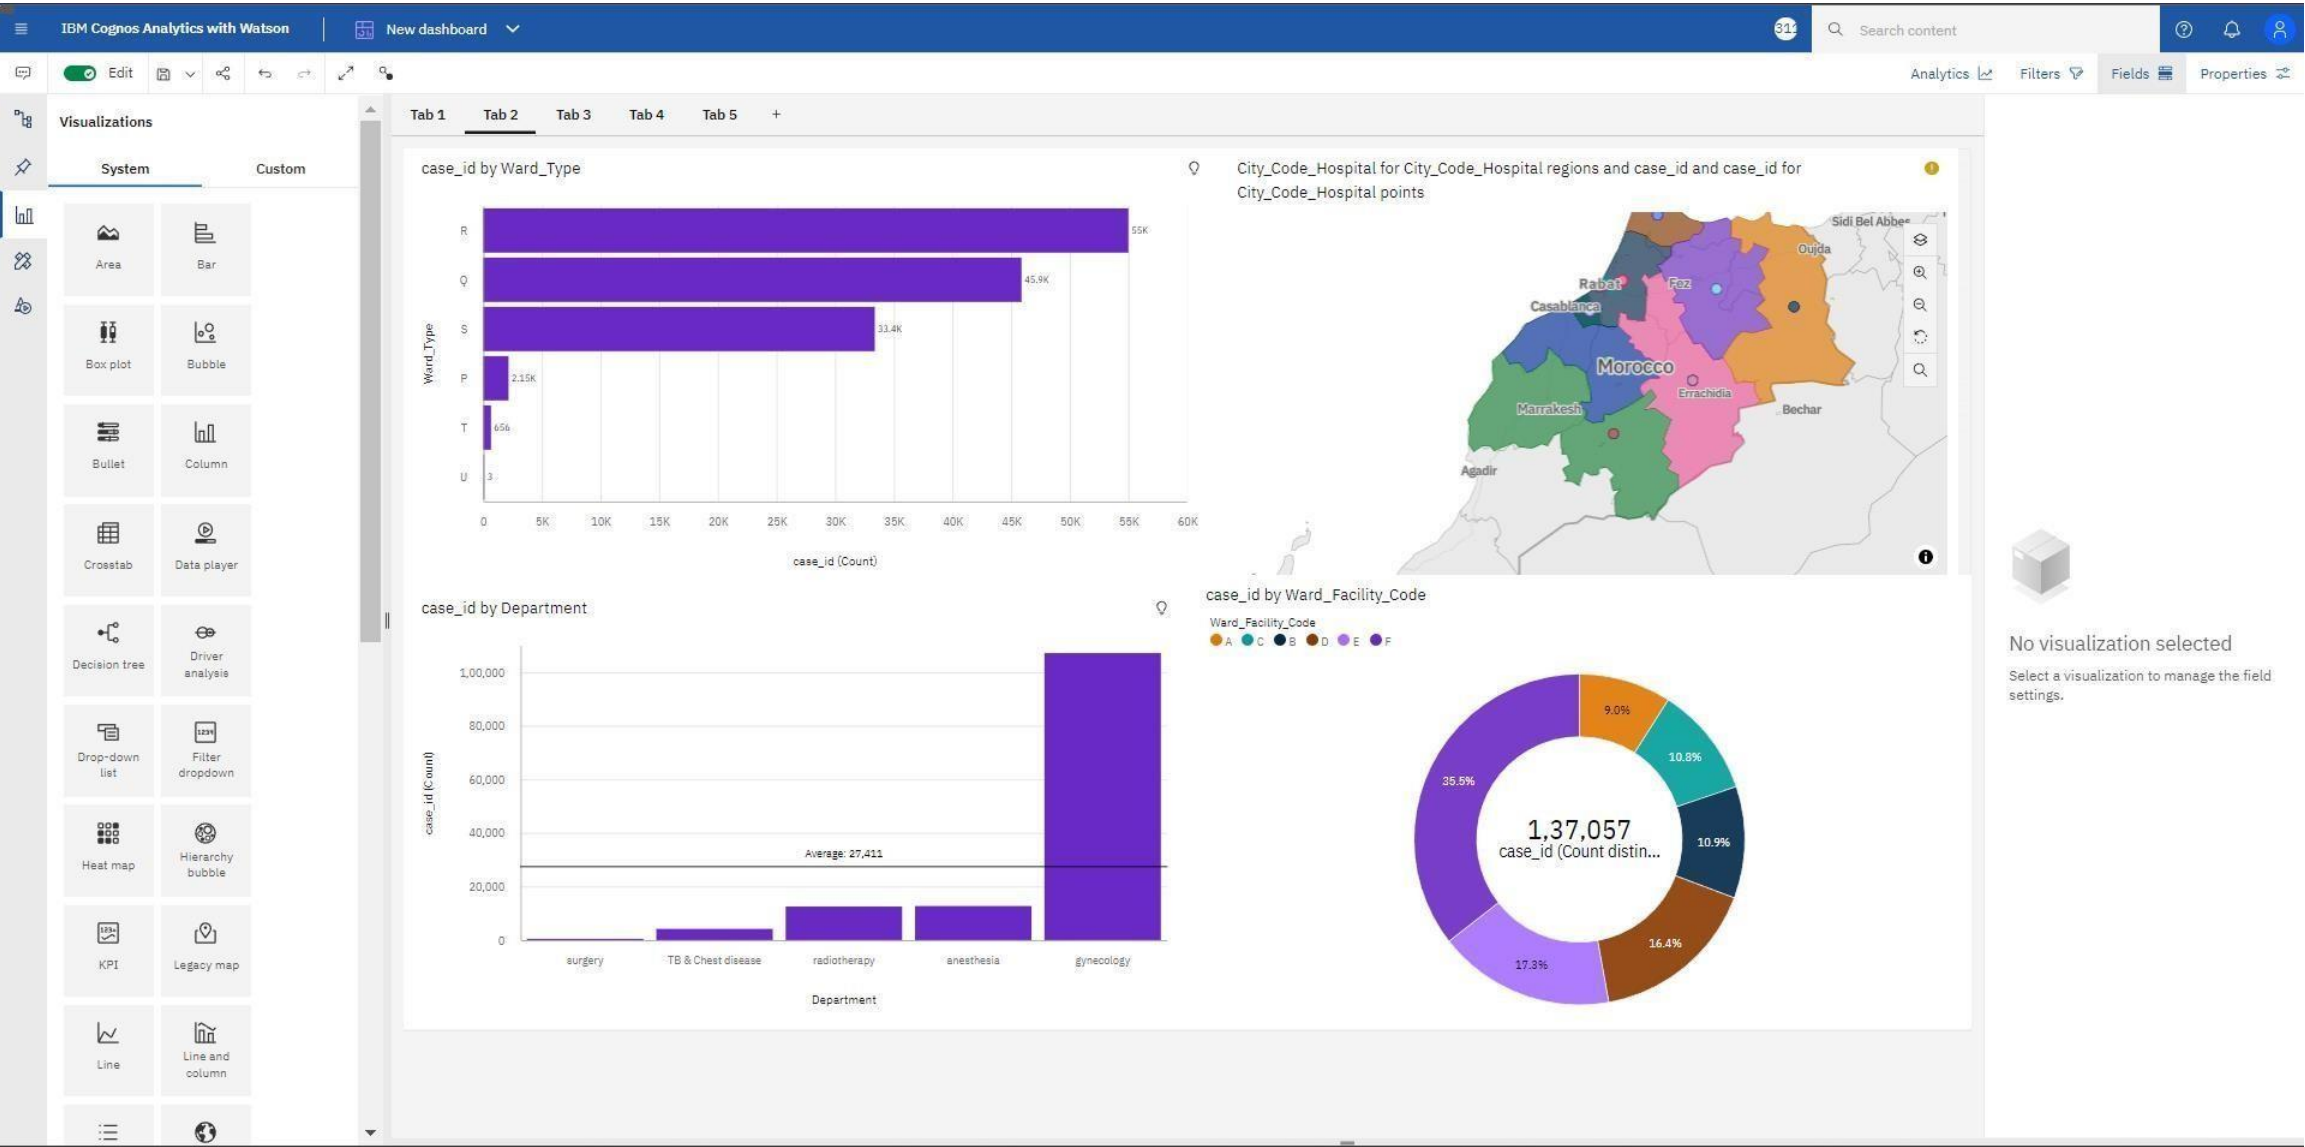 IBM Cognos Analytics with Watson
New dashboard
Search content
Edit
Analytics
Filters
Fields
Properties
Visualizations
System
Custom
Area
Bar
Box plot
Bubble
Bullet
Column
Crosstab
Data player
Decision tree
Driver
analysis
Drop-down
list
Filter
dropdown
Heat map
Hierarchy
bubble
KPI
Legacy map
Line
Line and
column
Tab 1
Tab 2
Tab 3
Tab 4
Tab 5
+
case_id by Ward_Type
Ward_Type
R
55K
Q
45.9K
S
33.4K
P
2.15K
T
656
U
3
0
5K
10K
15K
20K
25K
30K
35K
40K
45K
50K
55K
60K
case_id (Count)
City_Code_Hospital for City_Code_Hospital regions and case_id and case_id for
City_Code_Hospital points
Sidi Bel Abbes
Oujda
Rabat
Fez
Casablanca
Morocco
Errachidia
Marrakesh
Bechar
Agadir
case_id by Department
case_id (Count)
1,00,000
80,000
60,000
40,000
20,000
0
Average: 27,411
surgery
TB & Chest disease
radiotherapy
anesthesia
gynecology
Department
case_id by Ward_Facility_Code
Ward_Facility_Code
A C B D E F
9.0%
10.8%
10.9%
16.4%
17.3%
35.5%
1,37,057
case_id (Count distin...
No visualization selected
Select a visualization to manage the field
settings.